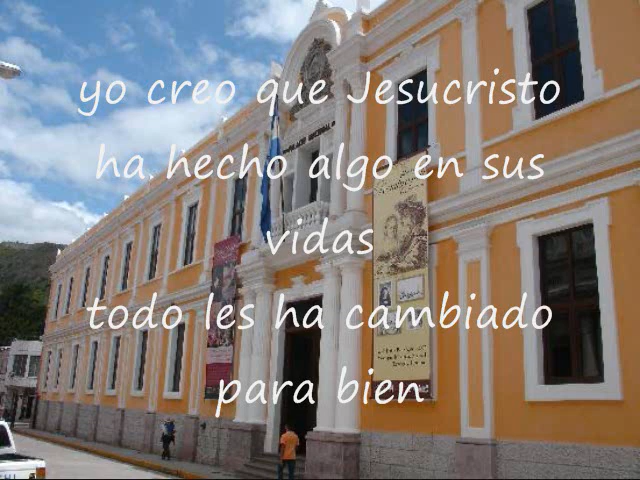 yo creo que Jesucristo
ha hecho algo en sus
vidas
todo les ha cambiado
para bien